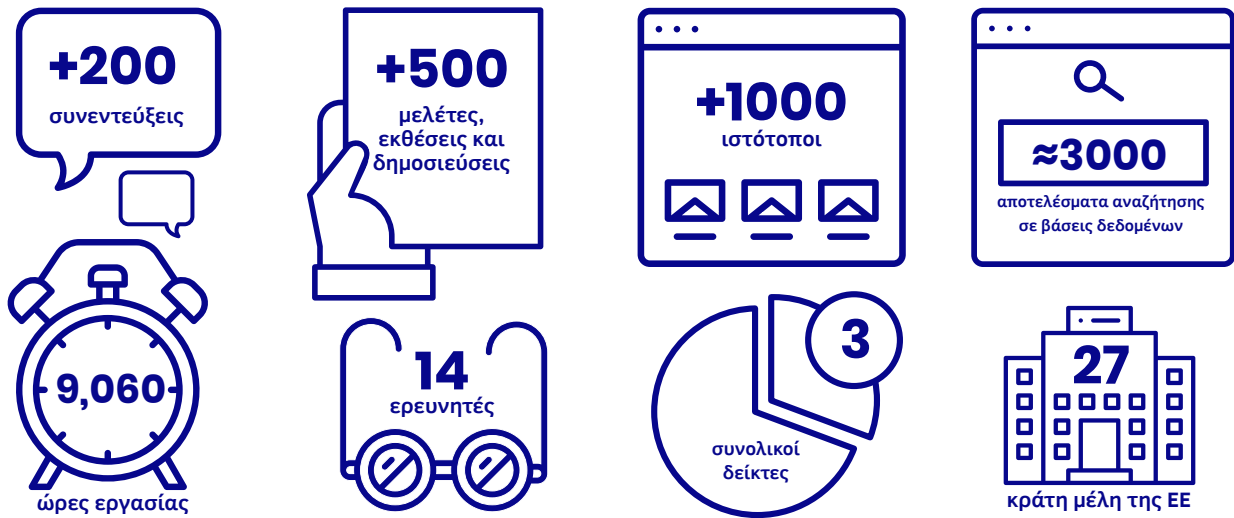 +200
συνεντεύξεις
+500
μελέτες,
εκθέσεις και
δημοσιεύσεις
+1000
ιστότοποι
≈3000
αποτελέσματα αναζήτησης
σε βάσεις δεδομένων
9,060
ώρες εργασίας
14
ερευνητές
3
συνολικοί
δείκτες
27
κράτη μέλη της ΕΕ